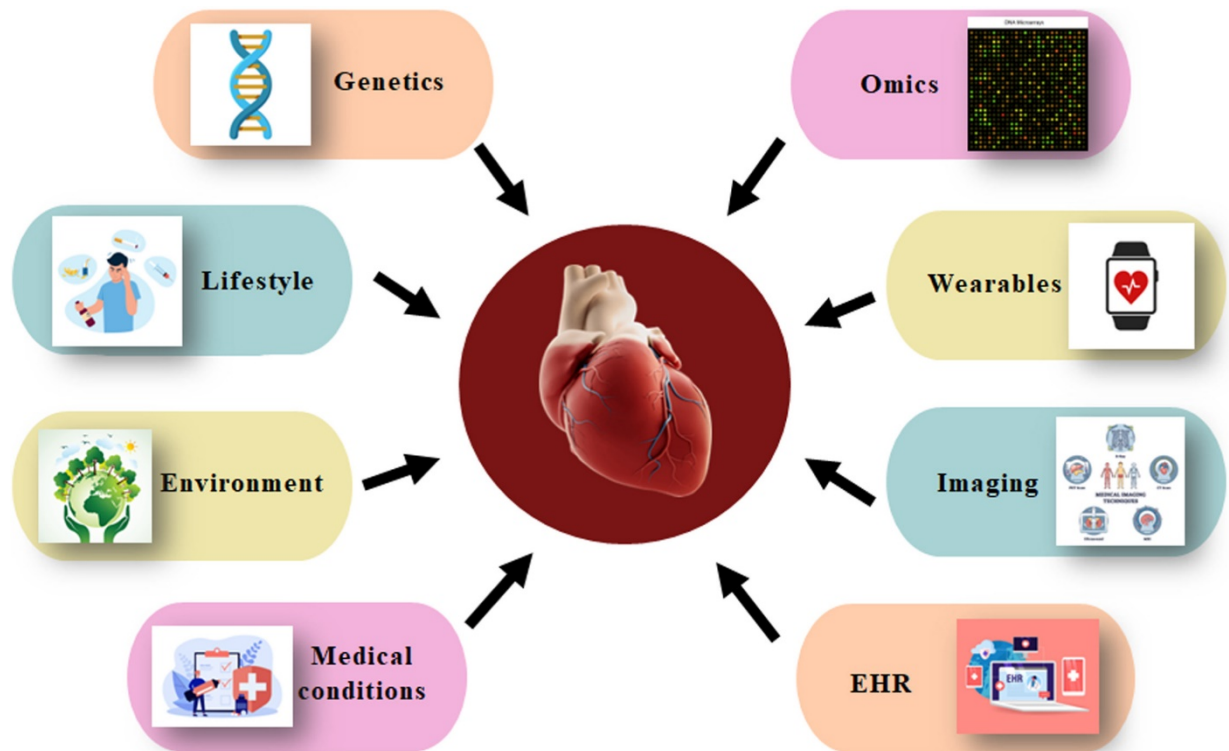 Genetics
DNA Microarrays
Omics
Lifestyle
Wearables
Environment
Imaging
MEDICAL IMAGING
TECHNIQUES
Medical
conditions
EHR
EHR